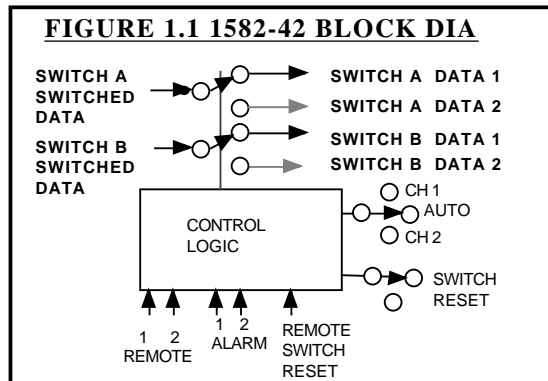 FIGURE 1.1 1582-42 BLOCK DIA
SWITCH A
SWITCHED
DATA
SWITCH A DATA 1
SWITCH A DATA 2
SWITCH B
SWITCHED
DATA
SWITCH B DATA 1
SWITCH B DATA 2
CONTROL
LOGIC
CH 1
AUTO
CH 2
SWITCH
RESET
1 2
REMOTE
1 2
ALARM
REMOTE
SWITCH
RESET